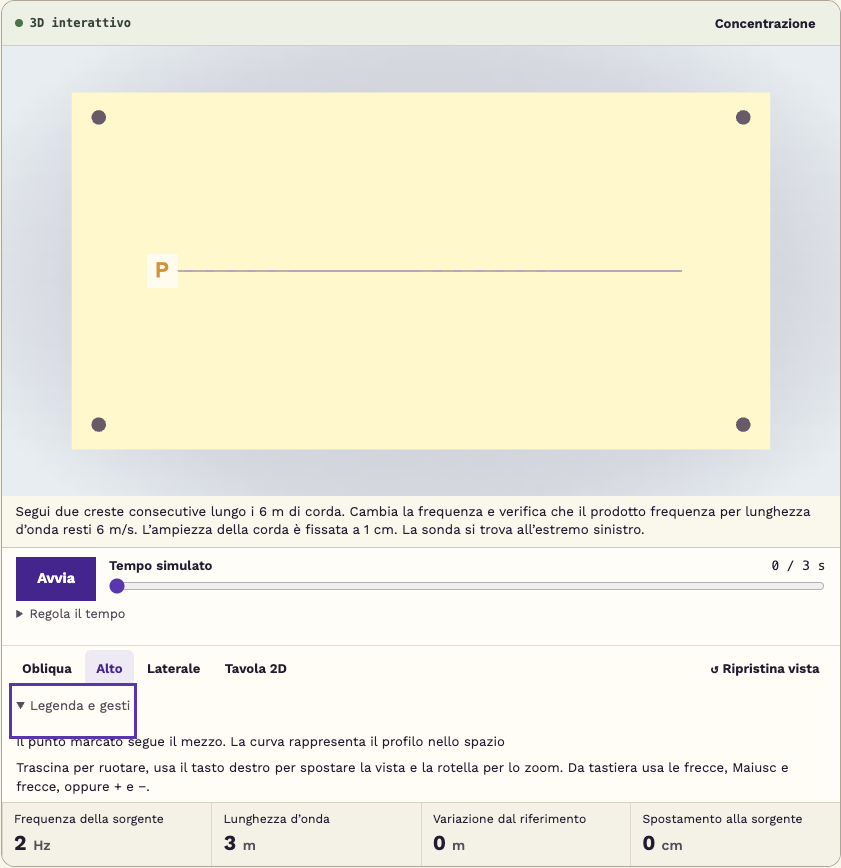 3D interattivo
Concentrazione
P
Segui due creste consecutive lungo i 6 m di corda. Cambia la frequenza e verifica che il prodotto frequenza per lunghezza
d’onda resti 6 m/s. L’ampiezza della corda è fissata a 1 cm. La sonda si trova all’estremo sinistro.
Avvia
Tempo simulato
0 / 3 s
▶ Regola il tempo
Obliqua
Alto
Laterale
Tavola 2D
↺ Ripristina vista
▼ Legenda e gesti
Il punto marcato segue il mezzo. La curva rappresenta il profilo nello spazio
Trascina per ruotare, usa il tasto destro per spostare la vista e la rotella per lo zoom. Da tastiera usa le frecce, Maiusc e
frecce, oppure + e −.
Frequenza della sorgente
2 Hz
Lunghezza d’onda
3 m
Variazione dal riferimento
0 m
Spostamento alla sorgente
0 cm